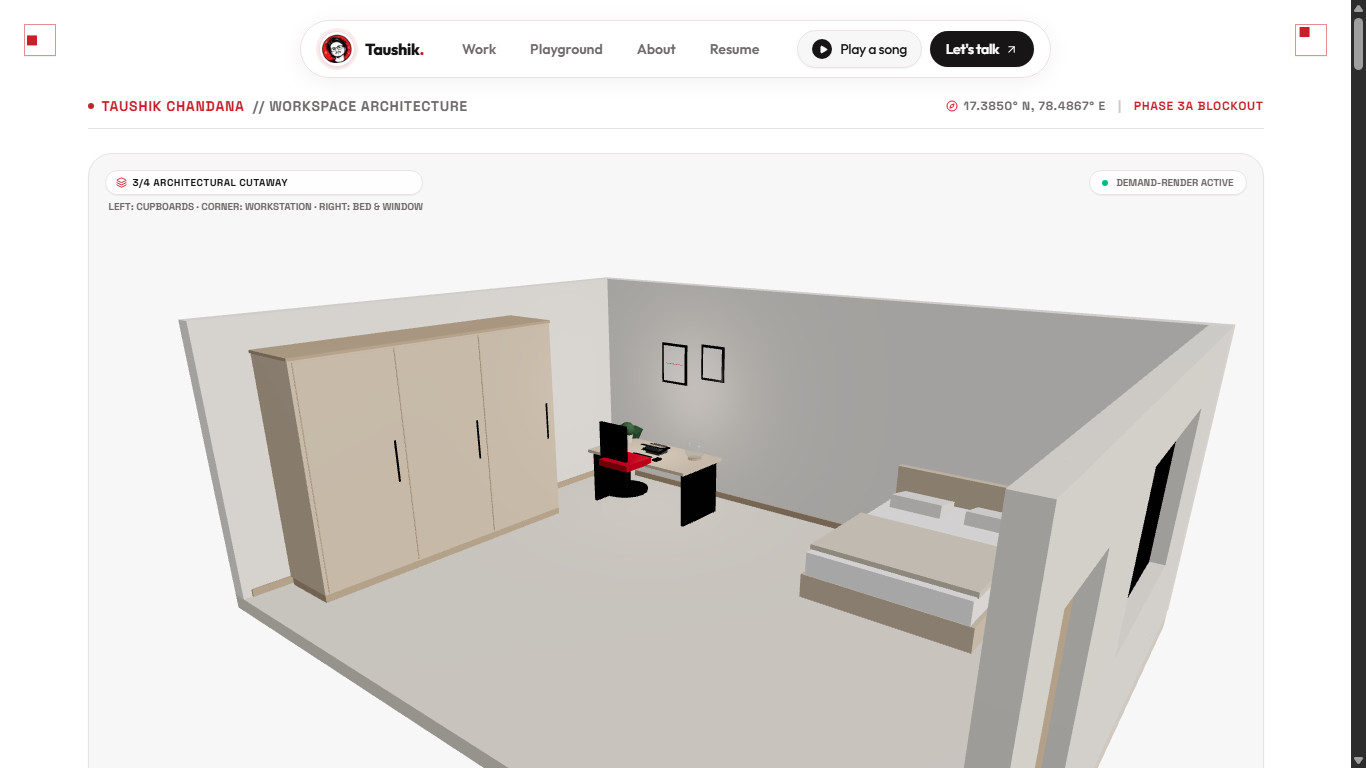 Taushik. Work Playground About Resume Play a song Let's talk
TAUSHIK CHANDANA // WORKSPACE ARCHITECTURE 17.3850° N, 78.4867° E | PHASE 3A BLOCKOUT
3/4 ARCHITECTURAL CUTAWAY DEMAND-RENDER ACTIVE
LEFT: CUPBOARDS · CORNER: WORKSTATION · RIGHT: BED & WINDOW